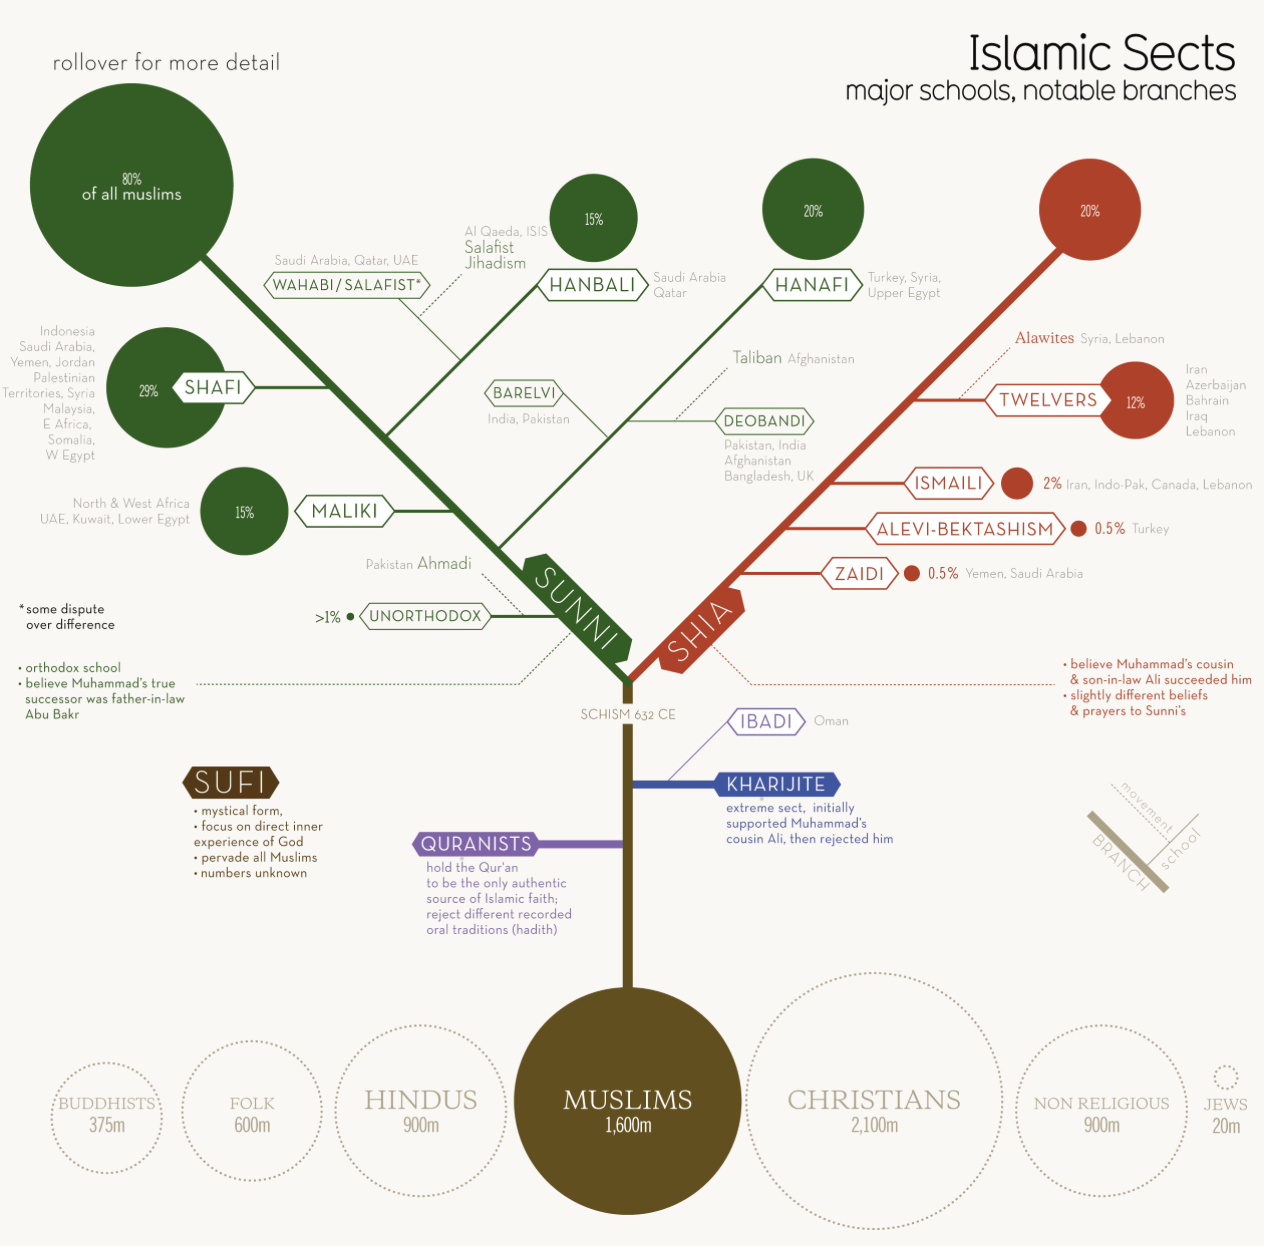 rollover for more detail
Islamic Sects
major schools, notable branches
80%
of all muslims
Al Qaeda, ISIS
Salafist
Jihadism
Saudi Arabia, Qatar, UAE
WAHABI / SALAFIST*
15%
HANBALI
Saudi Arabia
Qatar
20%
HANAFI
Turkey, Syria,
Upper Egypt
20%
Indonesia
Saudi Arabia,
Yemen, Jordan
Palestinian
Territories, Syria
Malaysia,
E Africa,
Somalia,
W Egypt
29%
SHAFI
BARELVI
India, Pakistan
Taliban Afghanistan
DEOBANDI
Pakistan, India
Afghanistan
Bangladesh, UK
Alawites Syria, Lebanon
TWELVERS
12%
Iran
Azerbaijan
Bahrain
Iraq
Lebanon
North & West Africa
UAE, Kuwait, Lower Egypt
15%
MALIKI
ISMAILI
2% Iran, Indo-Pak, Canada, Lebanon
ALEVI-BEKTASHISM
0.5% Turkey
ZAIDI
0.5% Yemen, Saudi Arabia
Pakistan Ahmadi
>1%
UNORTHODOX
SUNNI
SHIA
*some dispute
over difference
• orthodox school
• believe Muhammad's true
successor was father-in-law
Abu Bakr
• believe Muhammad's cousin
& son-in-law Ali succeeded him
• slightly different beliefs
& prayers to Sunni's
SCHISM 632 CE
IBADI
Oman
KHARIJITE
extreme sect, initially
supported Muhammad's
cousin Ali, then rejected him
SUFI
• mystical form,
• focus on direct inner
experience of God
• pervade all Muslims
• numbers unknown
QURANISTS
hold the Qur'an
to be the only authentic
source of Islamic faith;
reject different recorded
oral traditions (hadith)
movement
school
BRANCH
BUDDHISTS
375m
FOLK
600m
HINDUS
900m
MUSLIMS
1,600m
CHRISTIANS
2,100m
NON RELIGIOUS
900m
JEWS
20m